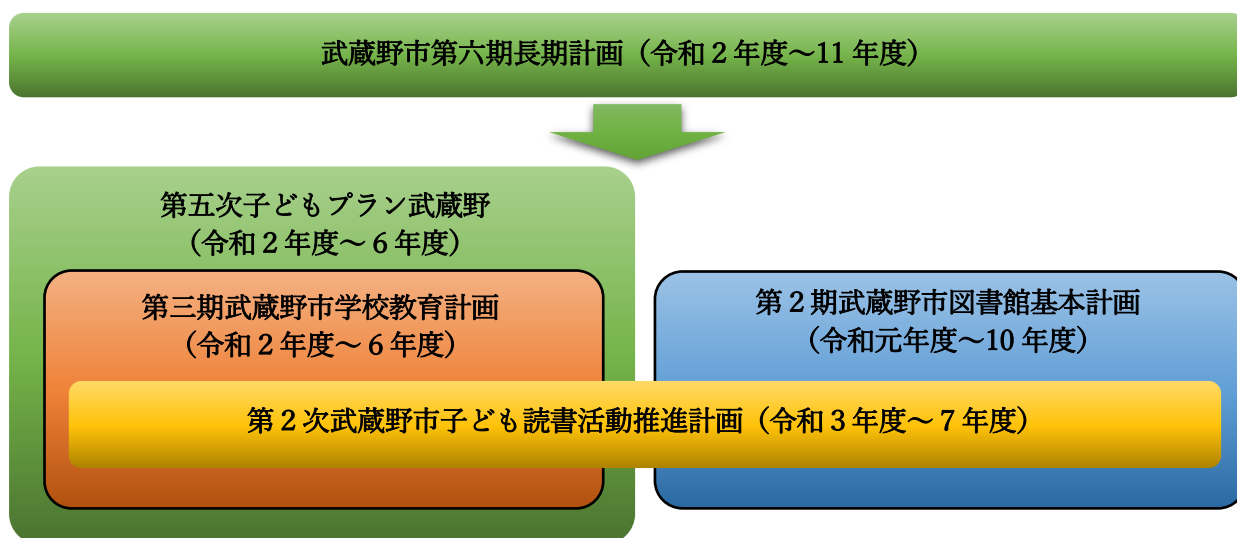 武蔵野市第六期長期計画（令和２年度～11 年度）
第五次子どもプラン武蔵野
（令和２年度～６年度）
第三期武蔵野市学校教育計画
（令和２年度～６年度）
第２期武蔵野市図書館基本計画
（令和元年度～10 年度）
第２次武蔵野市子ども読書活動推進計画（令和３年度～７年度）